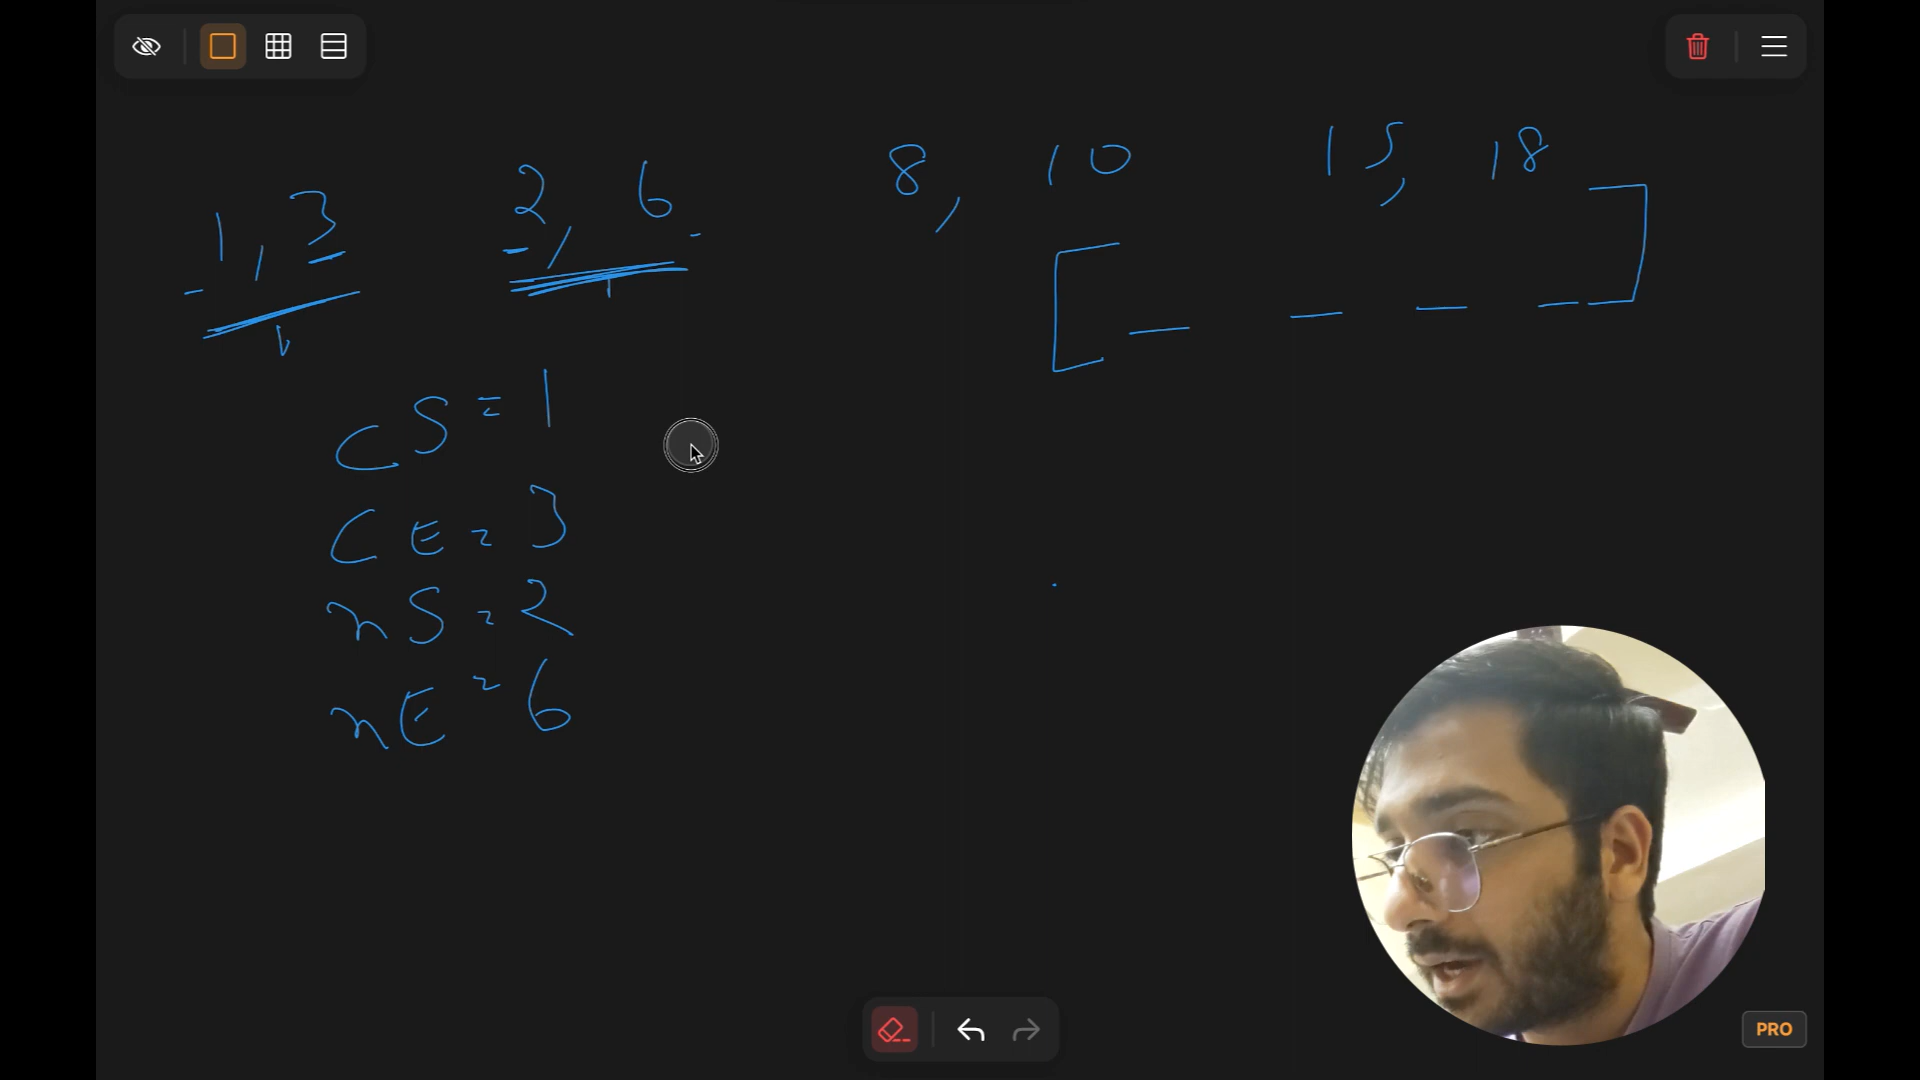 1, 3 2, 6 8, 10 15, 18
CS = 1
CE = 3
nS = 2
nE = 6
PRO